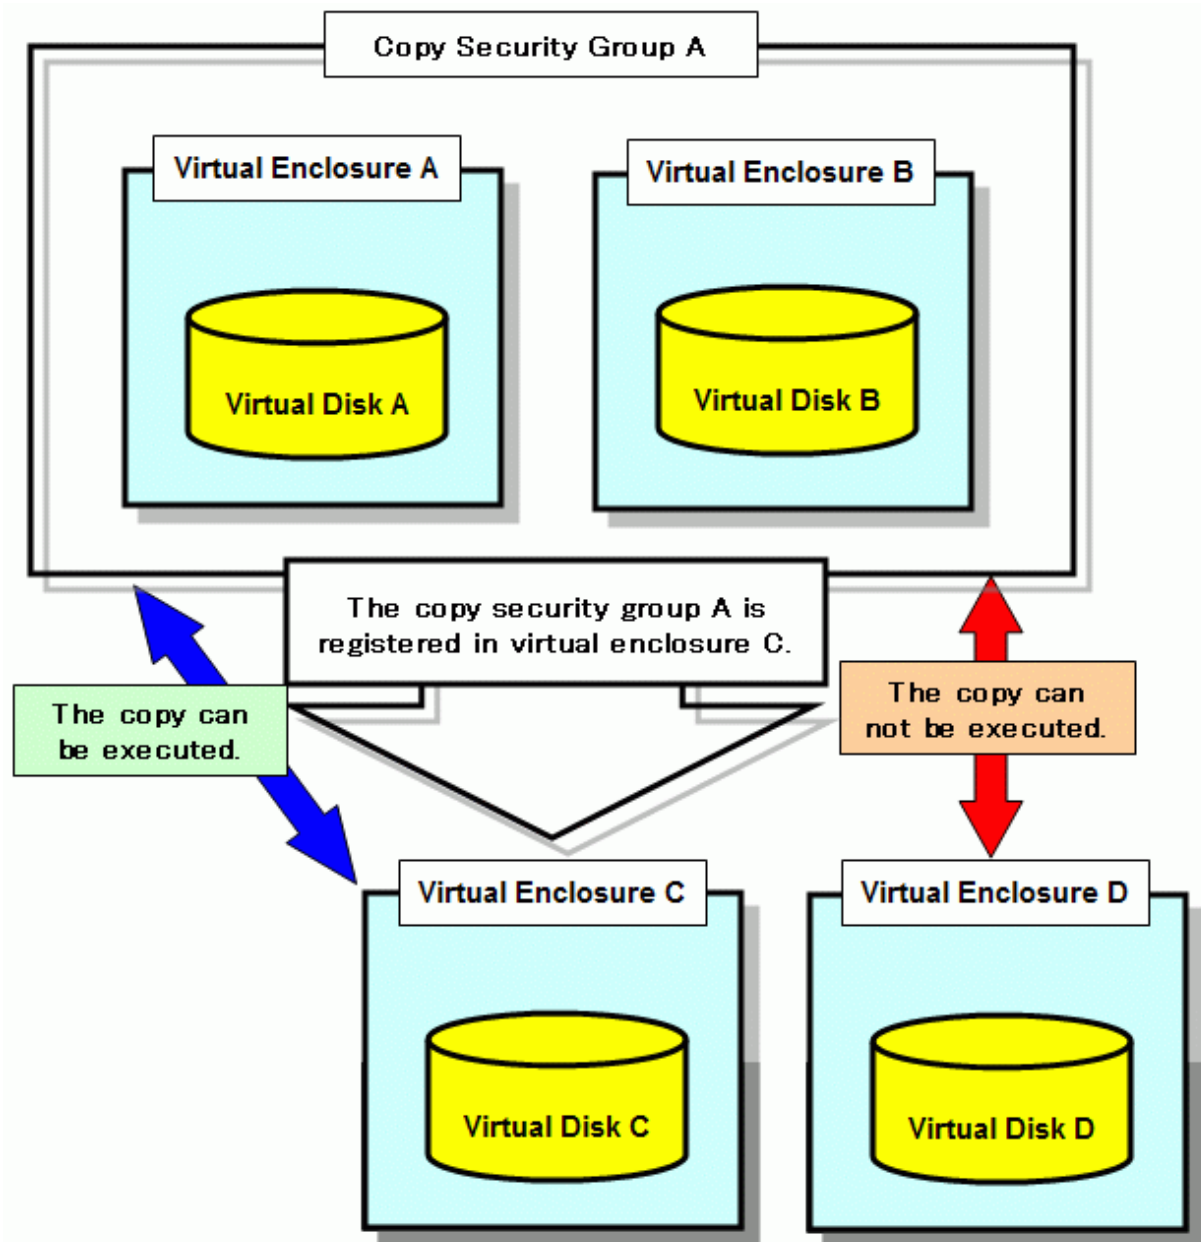 Copy Security Group A
Virtual Enclosure A
Virtual Enclosure B
Virtual Disk A
Virtual Disk B
The copy security group A is
registered in virtual enclosure C.
The copy can
be executed.
The copy can
not be executed.
Virtual Enclosure C
Virtual Enclosure D
Virtual Disk C
Virtual Disk D